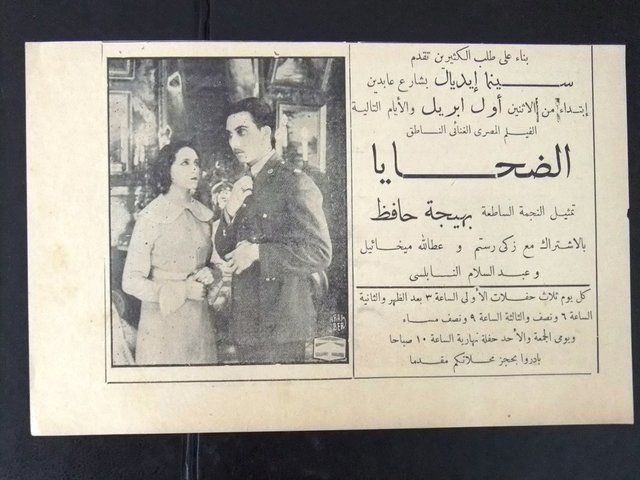 بناء على طلب الكثيرين تقدم
سينما إيديال بشارع عابدين
إبتداء من الاثنين أول ابريل والأيام التالية
الفيلم المصرى الغنائى الناطق
الضحايا
تمثيل النجمة الساطعة بهيجة حافظ
بالاشتراك مع زكى رستم و عطالله ميخائيل
و عبد السلام النابلسى
كل يوم ثلاث حفلات الأولى الساعة ٣ بعد الظهر والثانية
الساعة ٦ ونصف والثالثة الساعة ٩ ونصف مساء
ويومى الجمعة والأحد حفلة نهارية الساعة ١٠ صباحا
بادروا بحجز محلاتكم مقدما